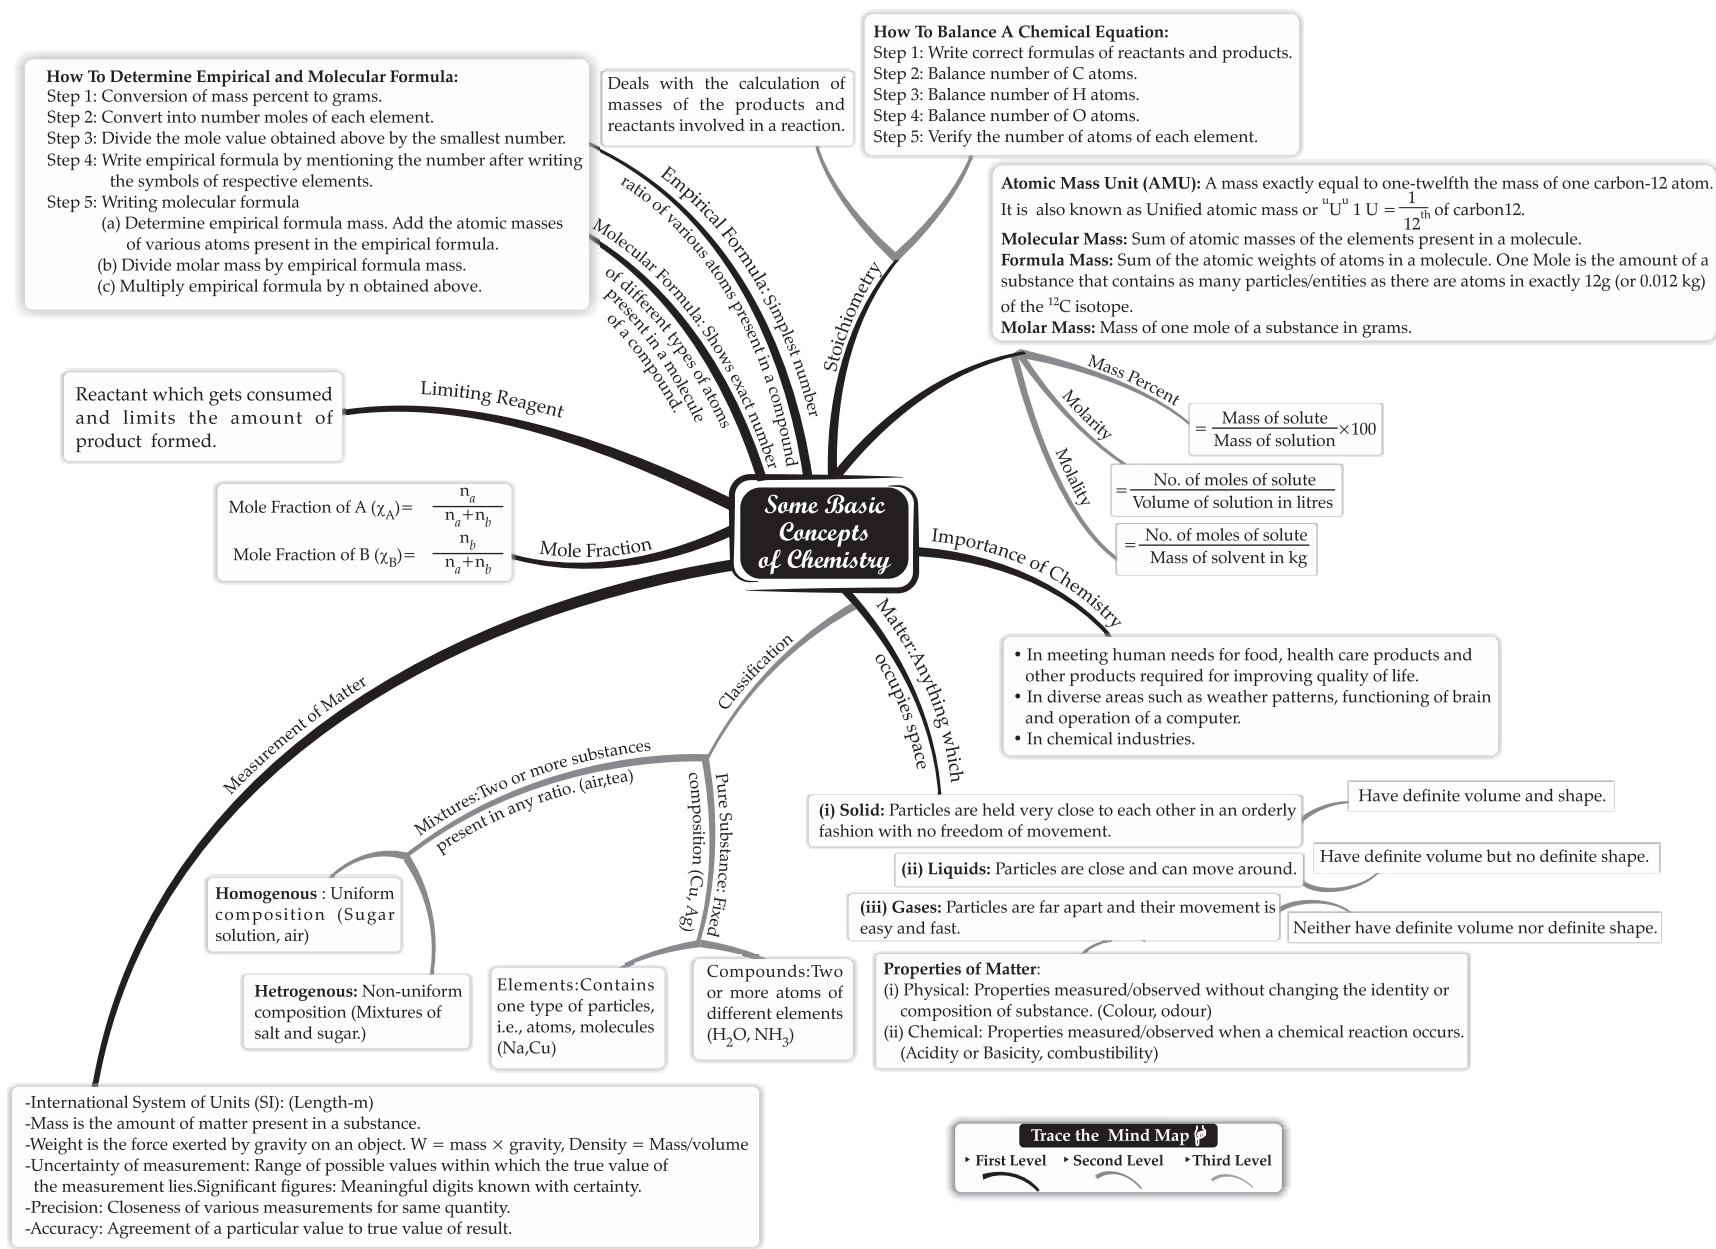 How To Determine Empirical and Molecular Formula:
Step 1: Conversion of mass percent to grams.
Step 2: Convert into number moles of each element.
Step 3: Divide the mole value obtained above by the smallest number.
Step 4: Write empirical formula by mentioning the number after writing
the symbols of respective elements.
Step 5: Writing molecular formula
(a) Determine empirical formula mass. Add the atomic masses
of various atoms present in the empirical formula.
(b) Divide molar mass by empirical formula mass.
(c) Multiply empirical formula by n obtained above.
Empirical Formula: Simplest number
ratio of various atoms present in a compound
Molecular Formula: Shows exact number
of different types of atoms
present in a molecule
of a compound.
Deals with the calculation of
masses of the products and
reactants involved in a reaction.
How To Balance A Chemical Equation:
Step 1: Write correct formulas of reactants and products.
Step 2: Balance number of C atoms.
Step 3: Balance number of H atoms.
Step 4: Balance number of O atoms.
Step 5: Verify the number of atoms of each element.
Stoichiometry
Atomic Mass Unit (AMU): A mass exactly equal to one-twelfth the mass of one carbon-12 atom.
It is also known as Unified atomic mass or ᵘUᵘ 1 U = 1/12ᵗʰ of carbon12.
Molecular Mass: Sum of atomic masses of the elements present in a molecule.
Formula Mass: Sum of the atomic weights of atoms in a molecule. One Mole is the amount of a
substance that contains as many particles/entities as there are atoms in exactly 12g (or 0.012 kg)
of the ¹²C isotope.
Molar Mass: Mass of one mole of a substance in grams.
Mass Percent
= Mass of solute / Mass of solution ×100
Molarity
= No. of moles of solute / Volume of solution in litres
Molality
= No. of moles of solute / Mass of solvent in kg
Limiting Reagent
Reactant which gets consumed
and limits the amount of
product formed.
Mole Fraction
Mole Fraction of A (χ_A)= n_a / n_a+n_b
Mole Fraction of B (χ_B)= n_b / n_a+n_b
Some Basic
Concepts
of Chemistry
Importance of Chemistry
• In meeting human needs for food, health care products and
other products required for improving quality of life.
• In diverse areas such as weather patterns, functioning of brain
and operation of a computer.
• In chemical industries.
Matter:Anything which
occupies space
(i) Solid: Particles are held very close to each other in an orderly
fashion with no freedom of movement.
Have definite volume and shape.
(ii) Liquids: Particles are close and can move around.
Have definite volume but no definite shape.
(iii) Gases: Particles are far apart and their movement is
easy and fast.
Neither have definite volume nor definite shape.
Properties of Matter:
(i) Physical: Properties measured/observed without changing the identity or
composition of substance. (Colour, odour)
(ii) Chemical: Properties measured/observed when a chemical reaction occurs.
(Acidity or Basicity, combustibility)
Classification
Mixtures:Two or more substances
present in any ratio. (air,tea)
Homogenous : Uniform
composition (Sugar
solution, air)
Hetrogenous: Non-uniform
composition (Mixtures of
salt and sugar.)
Pure Substance: Fixed
composition (Cu, Ag)
Elements:Contains
one type of particles,
i.e., atoms, molecules
(Na,Cu)
Compounds:Two
or more atoms of
different elements
(H₂O, NH₃)
Measurement of Matter
-International System of Units (SI): (Length-m)
-Mass is the amount of matter present in a substance.
-Weight is the force exerted by gravity on an object. W = mass × gravity, Density = Mass/volume
-Uncertainty of measurement: Range of possible values within which the true value of
the measurement lies.Significant figures: Meaningful digits known with certainty.
-Precision: Closeness of various measurements for same quantity.
-Accuracy: Agreement of a particular value to true value of result.
Trace the Mind Map
‣ First Level ‣ Second Level ‣Third Level